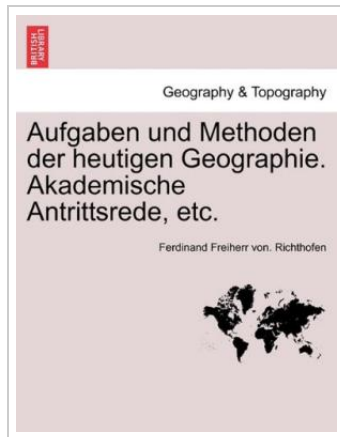 BRITISH
LIBRARY
Geography & Topography
Aufgaben und Methoden
der heutigen Geographie.
Akademische
Antrittsrede, etc.
Ferdinand Freiherr von. Richthofen